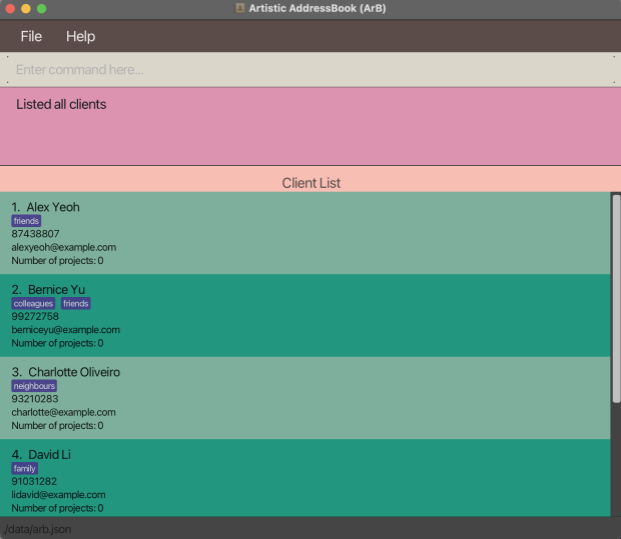 Artistic AddressBook (ArB)
File Help
Enter command here...
Listed all clients
Client List
1. Alex Yeoh
friends
87438807
alexyeoh@example.com
Number of projects: 0
2. Bernice Yu
colleagues friends
99272758
berniceyu@example.com
Number of projects: 0
3. Charlotte Oliveiro
neighbours
93210283
charlotte@example.com
Number of projects: 0
4. David Li
family
91031282
lidavid@example.com
Number of projects: 0
./data/arb.json